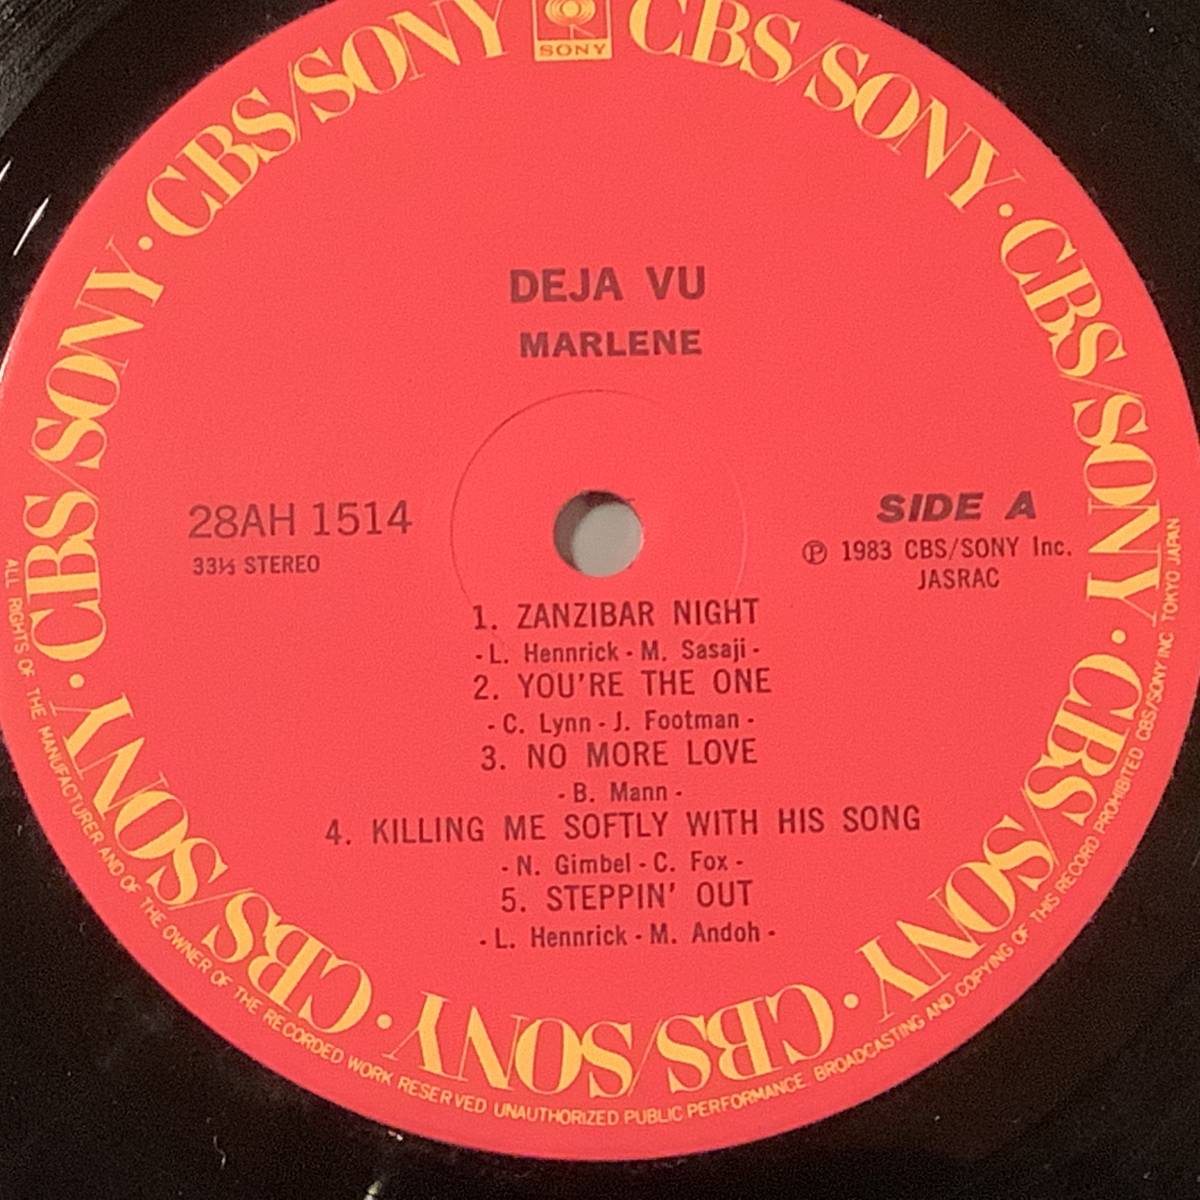 SONY
CBS/SONY · CBS/SONY · CBS/SONY · CBS/SONY · CBS/SONY · CBS/SONY · CBS/SONY · CBS/SONY
DEJA VU
MARLENE
28AH 1514
33⅓ STEREO
SIDE A
Ⓟ 1983 CBS/SONY Inc.
JASRAC
1. ZANZIBAR NIGHT
- L. Hennrick - M. Sasaji -
2. YOU'RE THE ONE
- C. Lynn - J. Footman -
3. NO MORE LOVE
- B. Mann -
4. KILLING ME SOFTLY WITH HIS SONG
- N. Gimbel - C. Fox -
5. STEPPIN' OUT
- L. Hennrick - M. Andoh -
ALL RIGHTS OF THE MANUFACTURER AND OF THE OWNER OF THE RECORDED WORK RESERVED UNAUTHORIZED PUBLIC PERFORMANCE BROADCASTING AND COPYING OF THIS RECORD PROHIBITED CBS/SONY INC TOKYO JAPAN